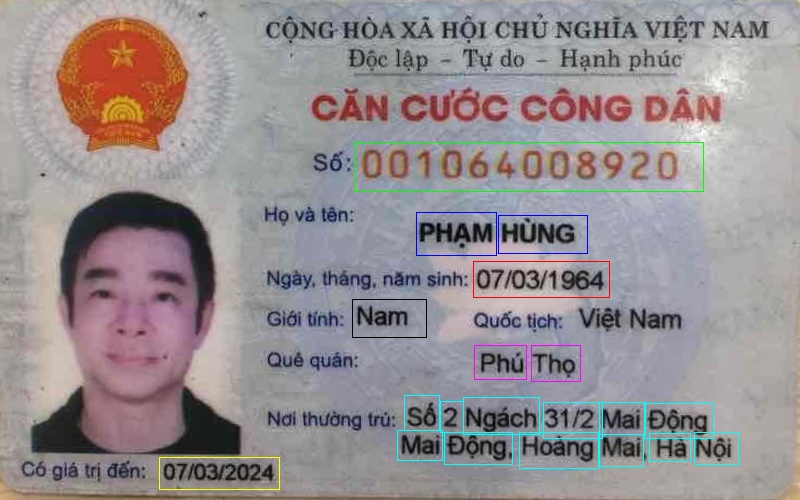 CỘNG HÒA XÃ HỘI CHỦ NGHĨA VIỆT NAM
Độc lập - Tự do - Hạnh phúc
CĂN CƯỚC CÔNG DÂN
Số: 001064008920
Họ và tên:
PHẠM HÙNG
Ngày, tháng, năm sinh: 07/03/1964
Giới tính: Nam Quốc tịch: Việt Nam
Quê quán: Phú Thọ
Nơi thường trú: Số 2 Ngách 31/2 Mai Động
Mai Động, Hoàng Mai, Hà Nội
Có giá trị đến: 07/03/2024